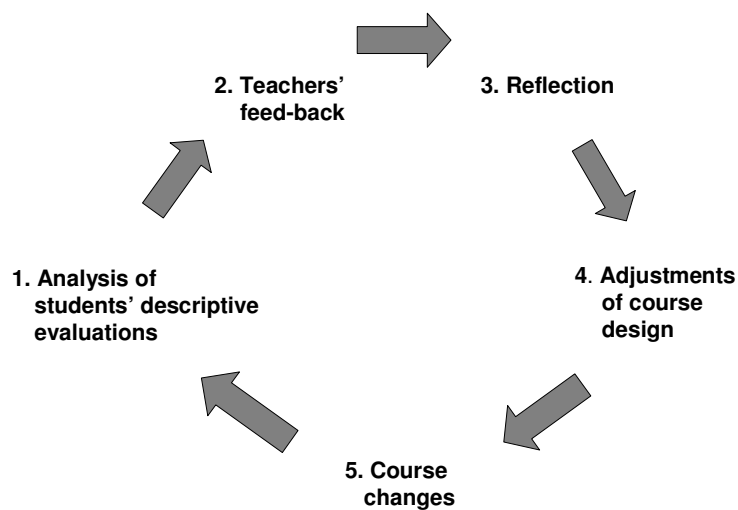 1. Analysis of
students’ descriptive
evaluations
2. Teachers’
feed-back
3. Reflection
4. Adjustments
of course
design
5. Course
changes